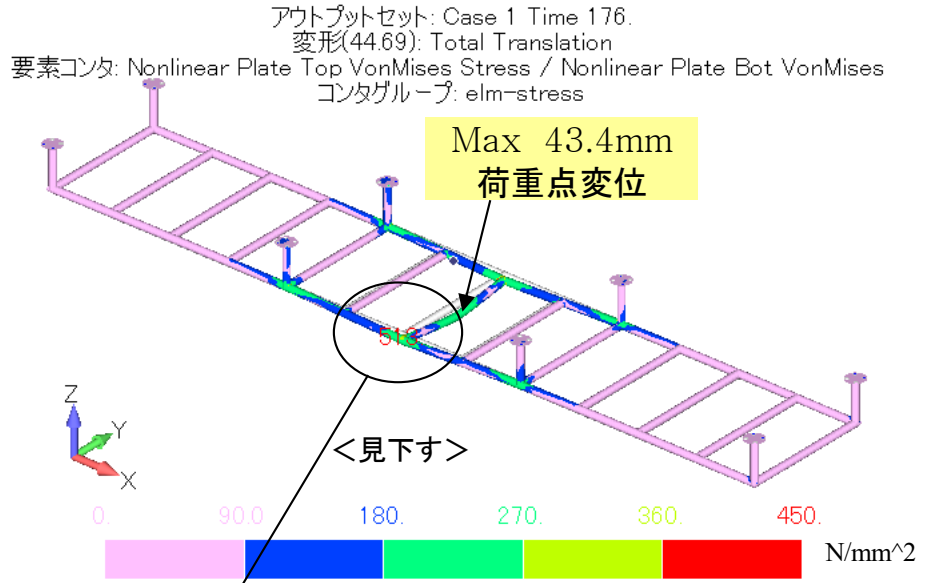 アウトプットセット: Case 1 Time 176.
変形(44.69): Total Translation
要素コンタ: Nonlinear Plate Top VonMises Stress / Nonlinear Plate Bot VonMises
コンタグループ: elm-stress
Max 43.4mm
荷重点変位
513
Z
Y
X
<見下す>
0. 90.0 180. 270. 360. 450.
N/mm^2